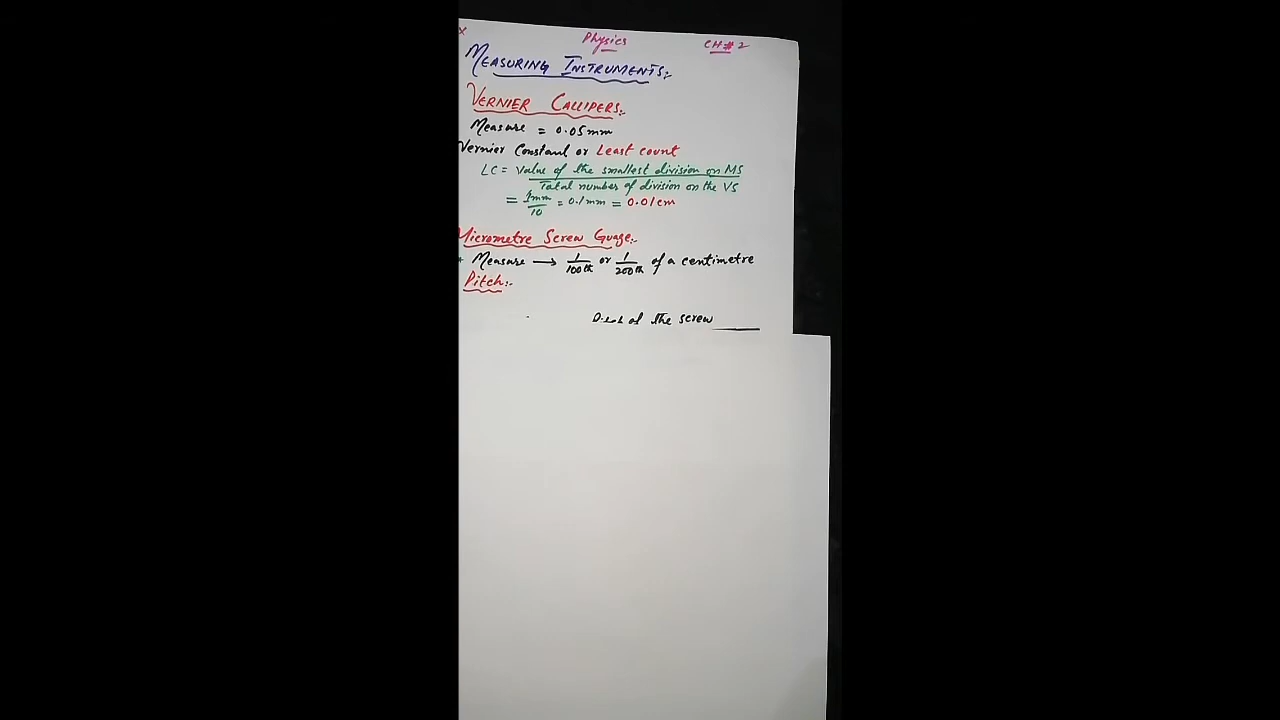 Physics CH # 2
MEASURING INSTRUMENTS:-
VERNIER CALLIPERS:-
Measure = 0.05mm
Vernier Constant or Least count
LC = Value of the smallest division on MS
Total number of division on the VS
= 1mm/10 = 0.1mm = 0.01cm
Micrometre Screw Guage:-
* Measure → 1/100th or 1/200th of a centimetre
Pitch:-
of the screw